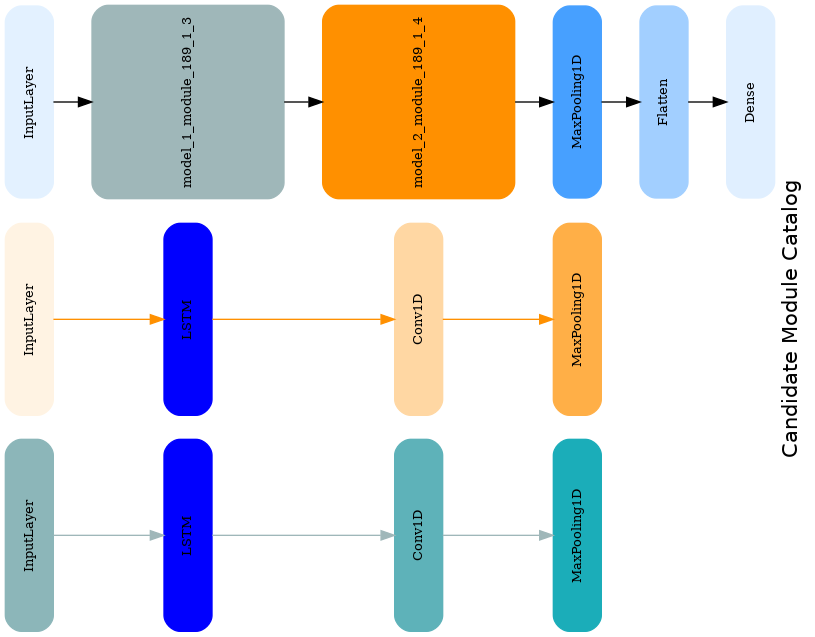 InputLayer
model_1_module_189_1_3
model_2_module_189_1_4
MaxPooling1D
Flatten
Dense
InputLayer
LSTM
Conv1D
MaxPooling1D
InputLayer
LSTM
Conv1D
MaxPooling1D
Candidate Module Catalog